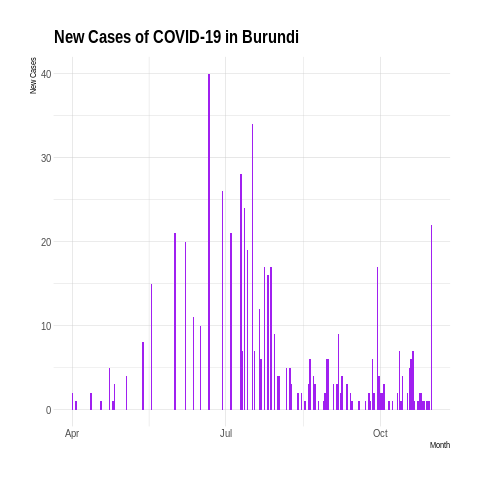 New Cases of COVID-19 in Burundi
New Cases
40
30
20
10
0
Apr
Jul
Oct
Month